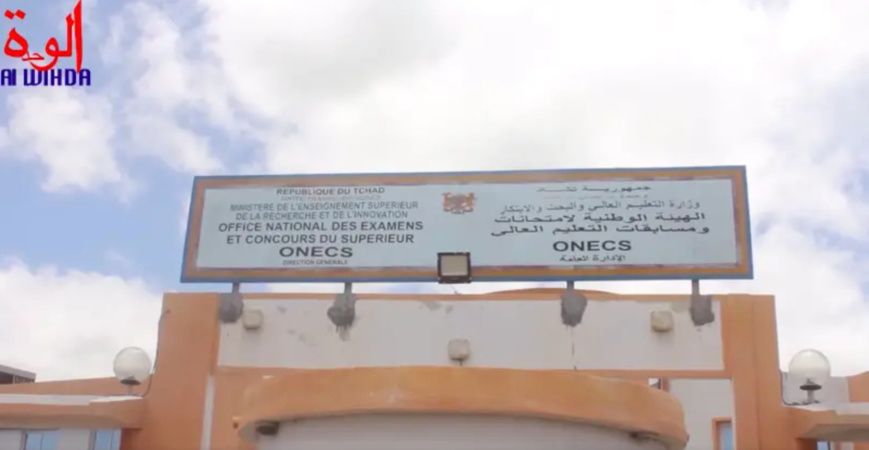 الوحدة
Al WIHDA
REPUBLIQUE DU TCHAD
MINISTERE DE L'ENSEIGNEMENT SUPERIEUR
DE LA RECHERCHE ET DE L'INNOVATION
OFFICE NATIONAL DES EXAMENS
ET CONCOURS DU SUPERIEUR
ONECS
DIRECTION GENERALE
جمهورية تشاد
وزارة التعليم العالي والبحث والابتكار
الهيئة الوطنية لامتحانات
ومسابقات التعليم العالي
ONECS
الإدارة العامة